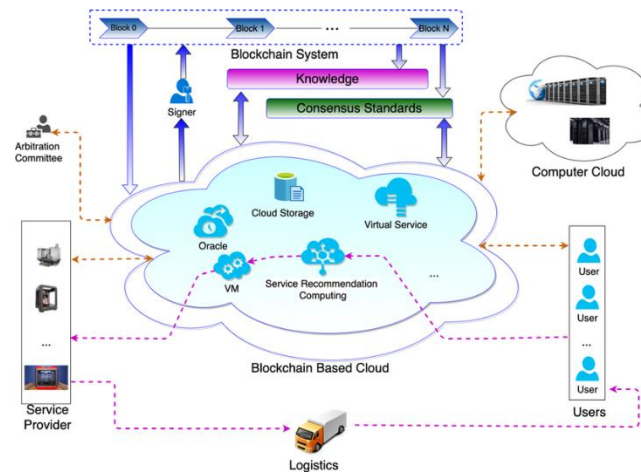 Block 0
Block 1
...
Block N
Blockchain System
Knowledge
Consensus Standards
Signer
Arbitration
Committee
Computer Cloud
Cloud Storage
Virtual Service
Oracle
VM
Service Recommendation
Computing
...
User
User
...
User
...
Blockchain Based Cloud
Service
Provider
Users
Logistics